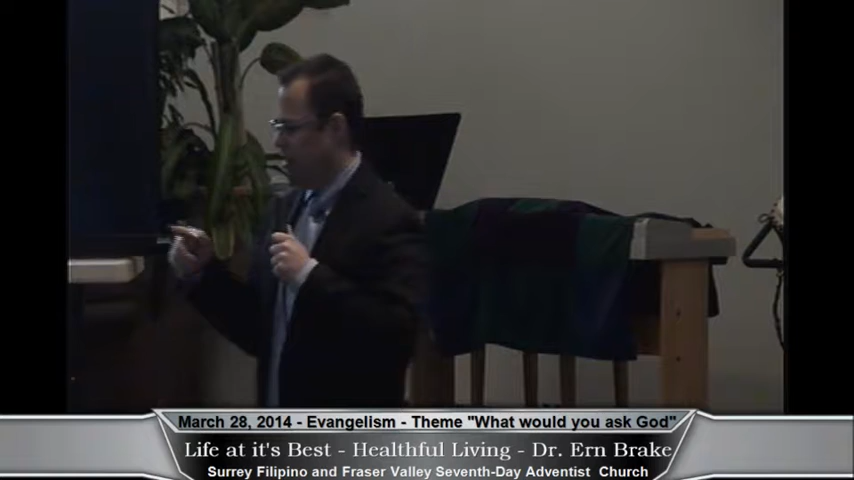 March 28, 2014 - Evangelism - Theme "What would you ask God"
Life at it's Best - Healthful Living - Dr. Ern Brake
Surrey Filipino and Fraser Valley Seventh-Day Adventist Church